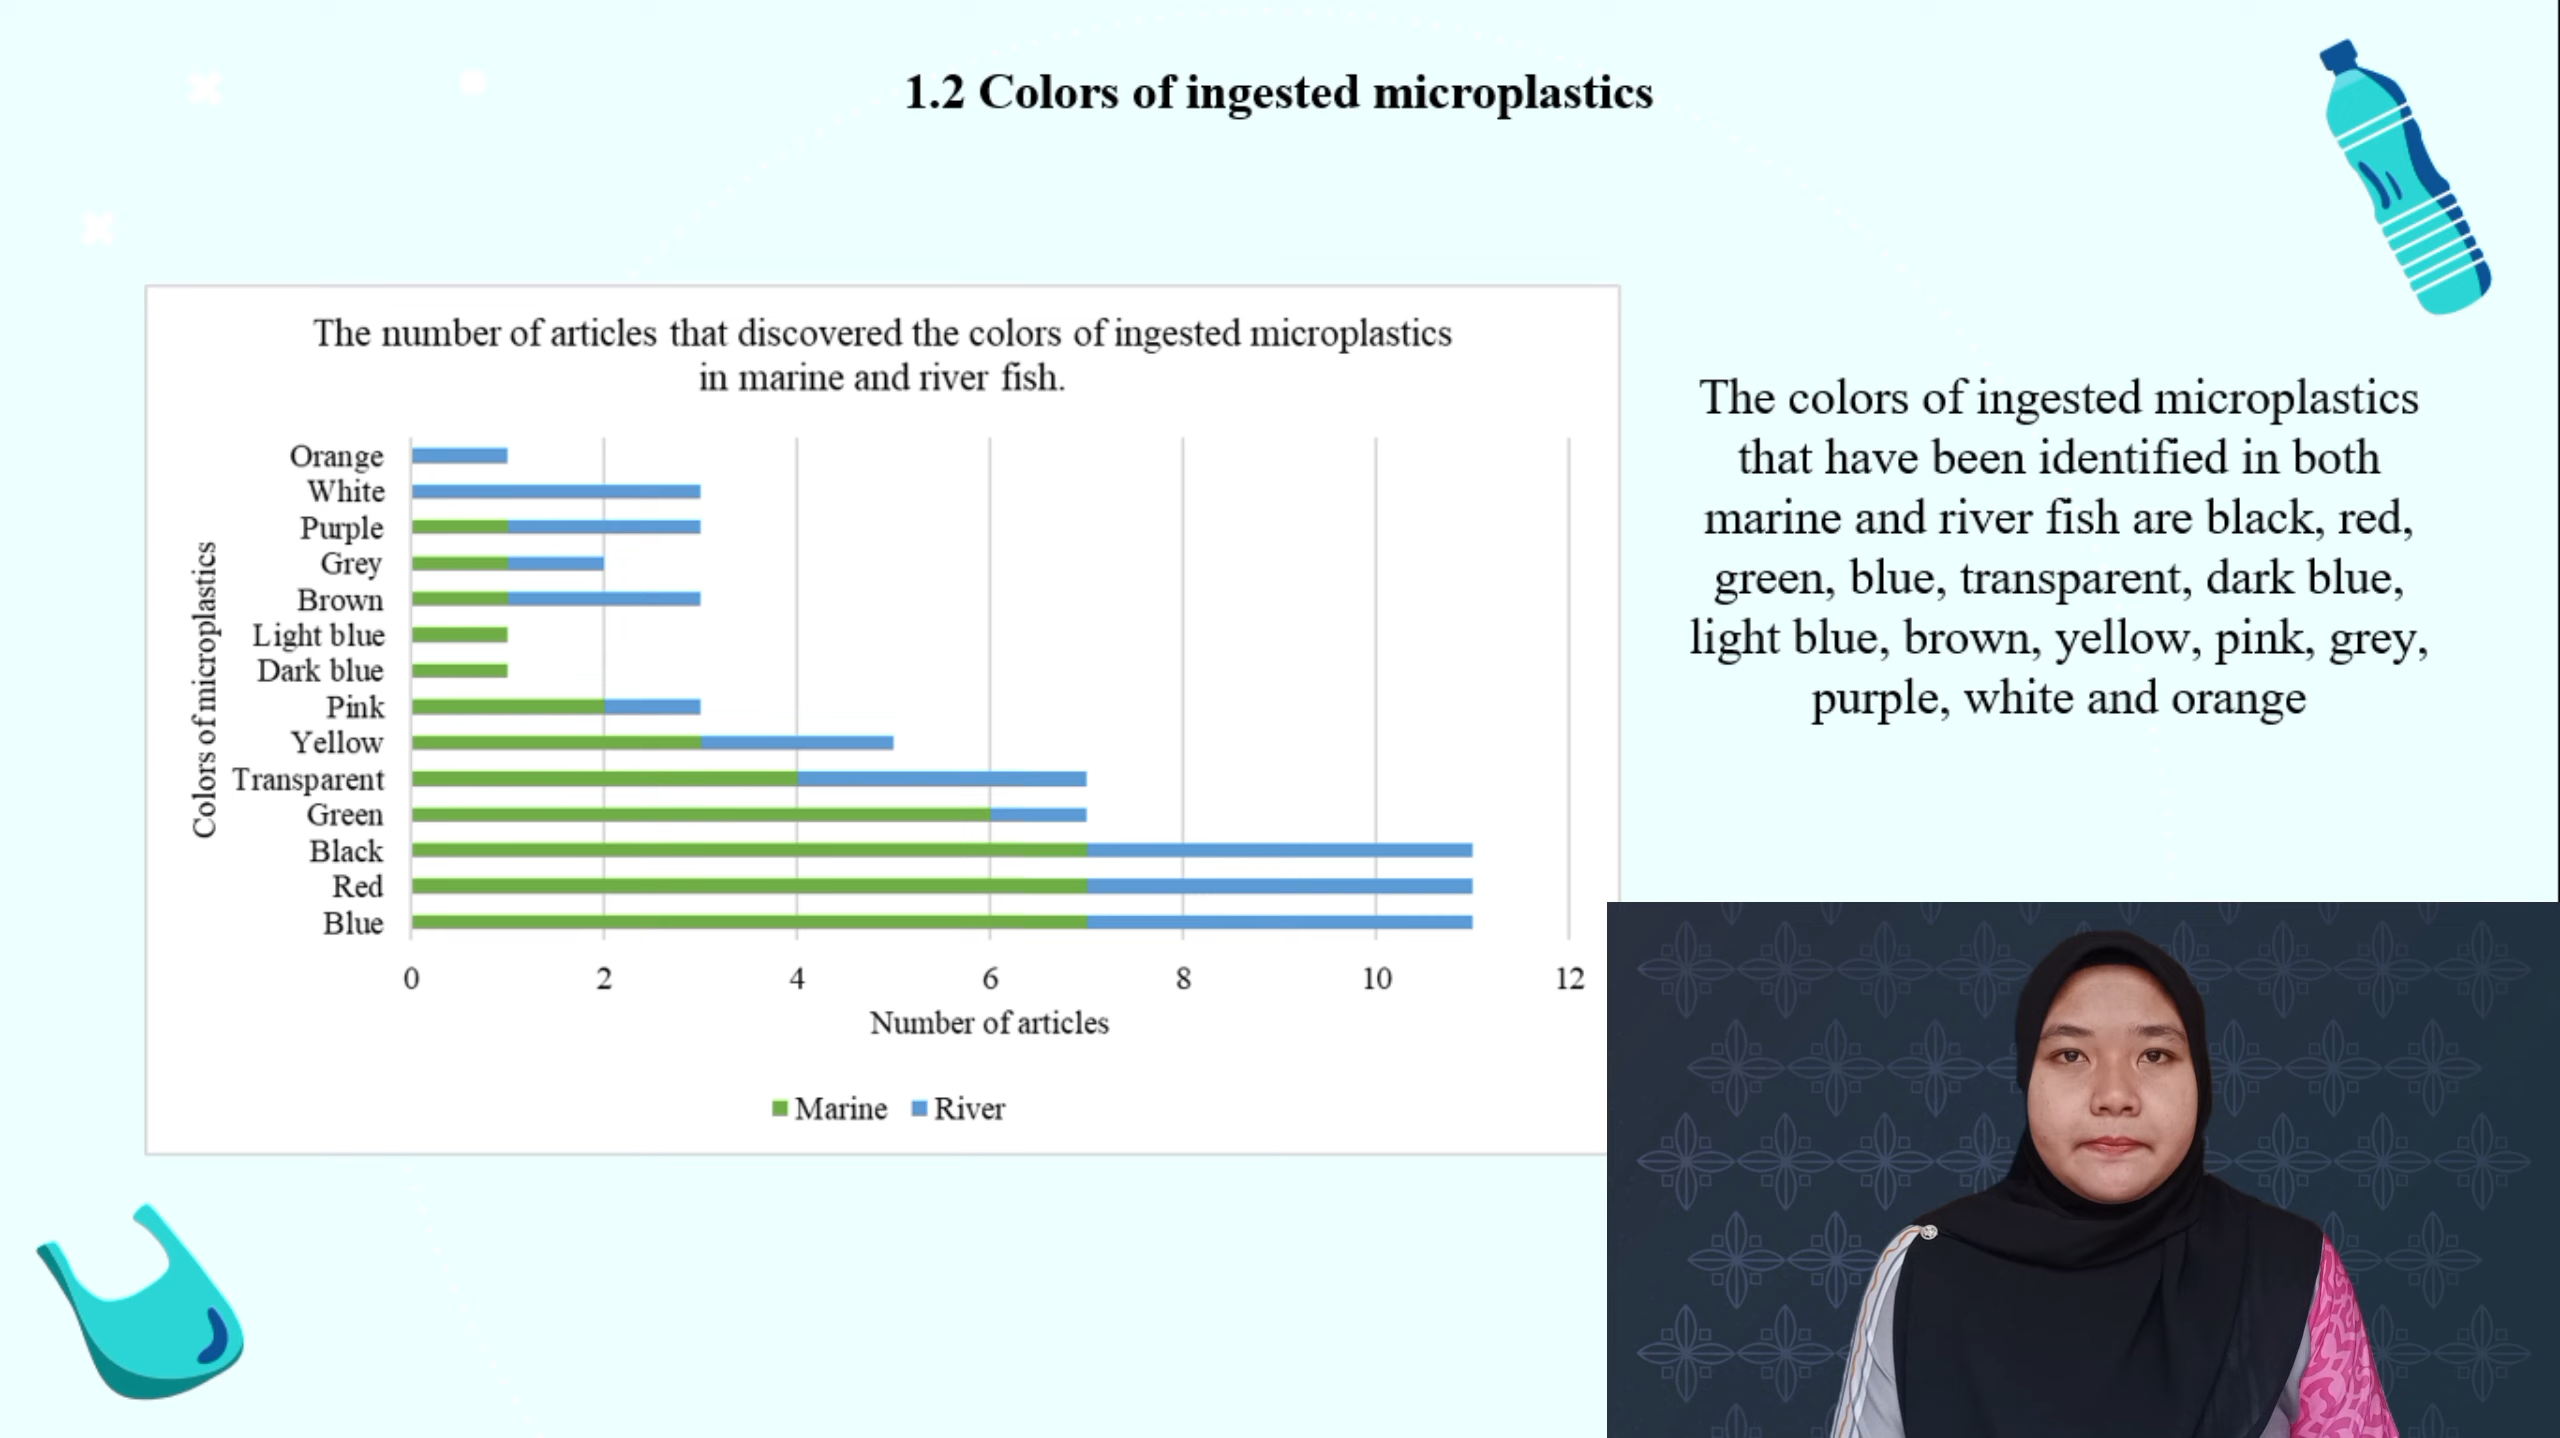 1.2 Colors of ingested microplastics
The number of articles that discovered the colors of ingested microplastics
in marine and river fish.
Colors of microplastics
Orange
White
Purple
Grey
Brown
Light blue
Dark blue
Pink
Yellow
Transparent
Green
Black
Red
Blue
0 2 4 6 8 10 12
Number of articles
Marine River
The colors of ingested microplastics
that have been identified in both
marine and river fish are black, red,
green, blue, transparent, dark blue,
light blue, brown, yellow, pink, grey,
purple, white and orange